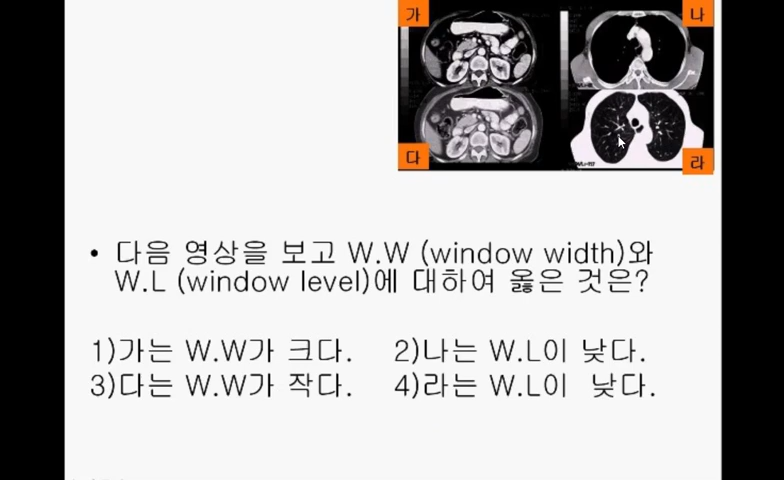 가
나
다
라
• 다음 영상을 보고 W.W (window width)와
W.L (window level)에 대하여 옳은 것은?
1)가는 W.W가 크다. 2)나는 W.L이 낮다.
3)다는 W.W가 작다. 4)라는 W.L이 낮다.